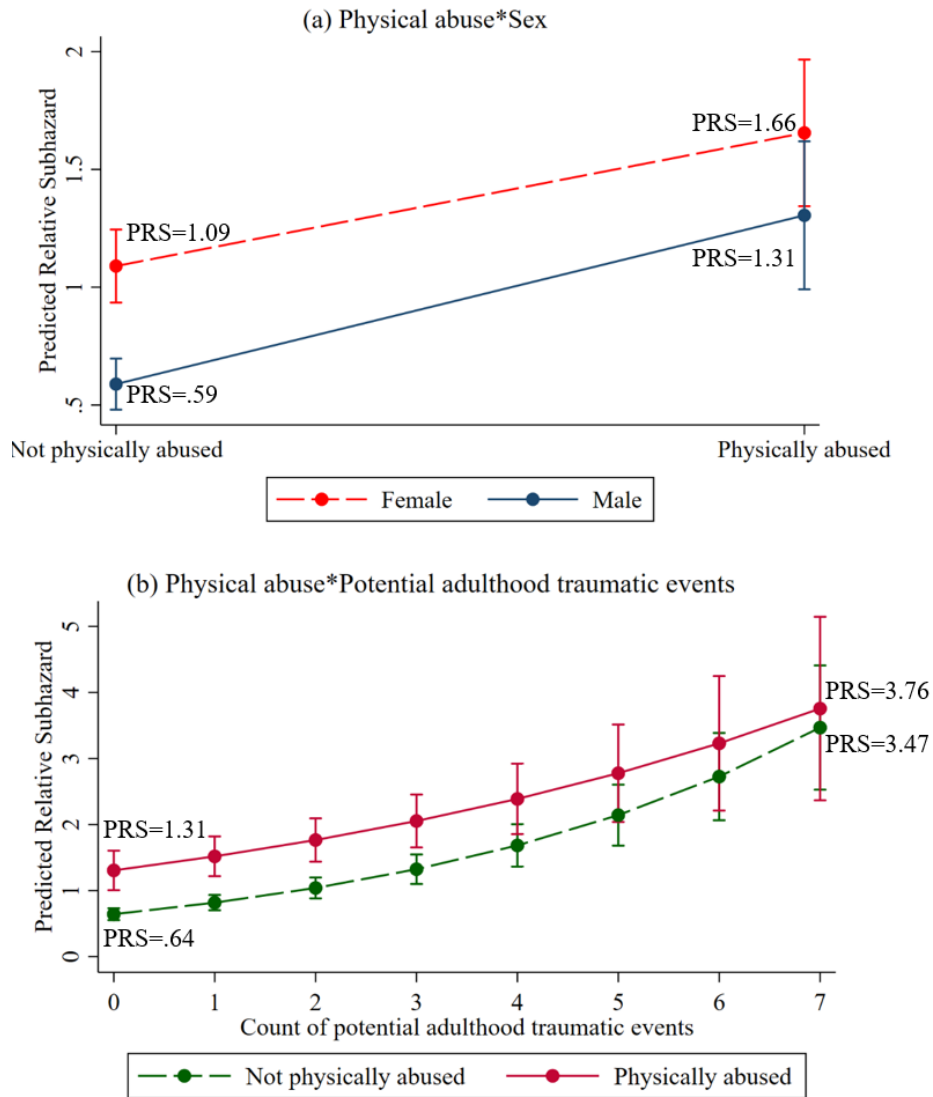 (a) Physical abuse*Sex
Predicted Relative Subhazard
2
1.5
1
.5
PRS=1.09
PRS=.59
PRS=1.66
PRS=1.31
Not physically abused
Physically abused
Female
Male
(b) Physical abuse*Potential adulthood traumatic events
Predicted Relative Subhazard
5
4
3
2
1
0
PRS=1.31
PRS=.64
PRS=3.76
PRS=3.47
0 1 2 3 4 5 6 7
Count of potential adulthood traumatic events
Not physically abused
Physically abused